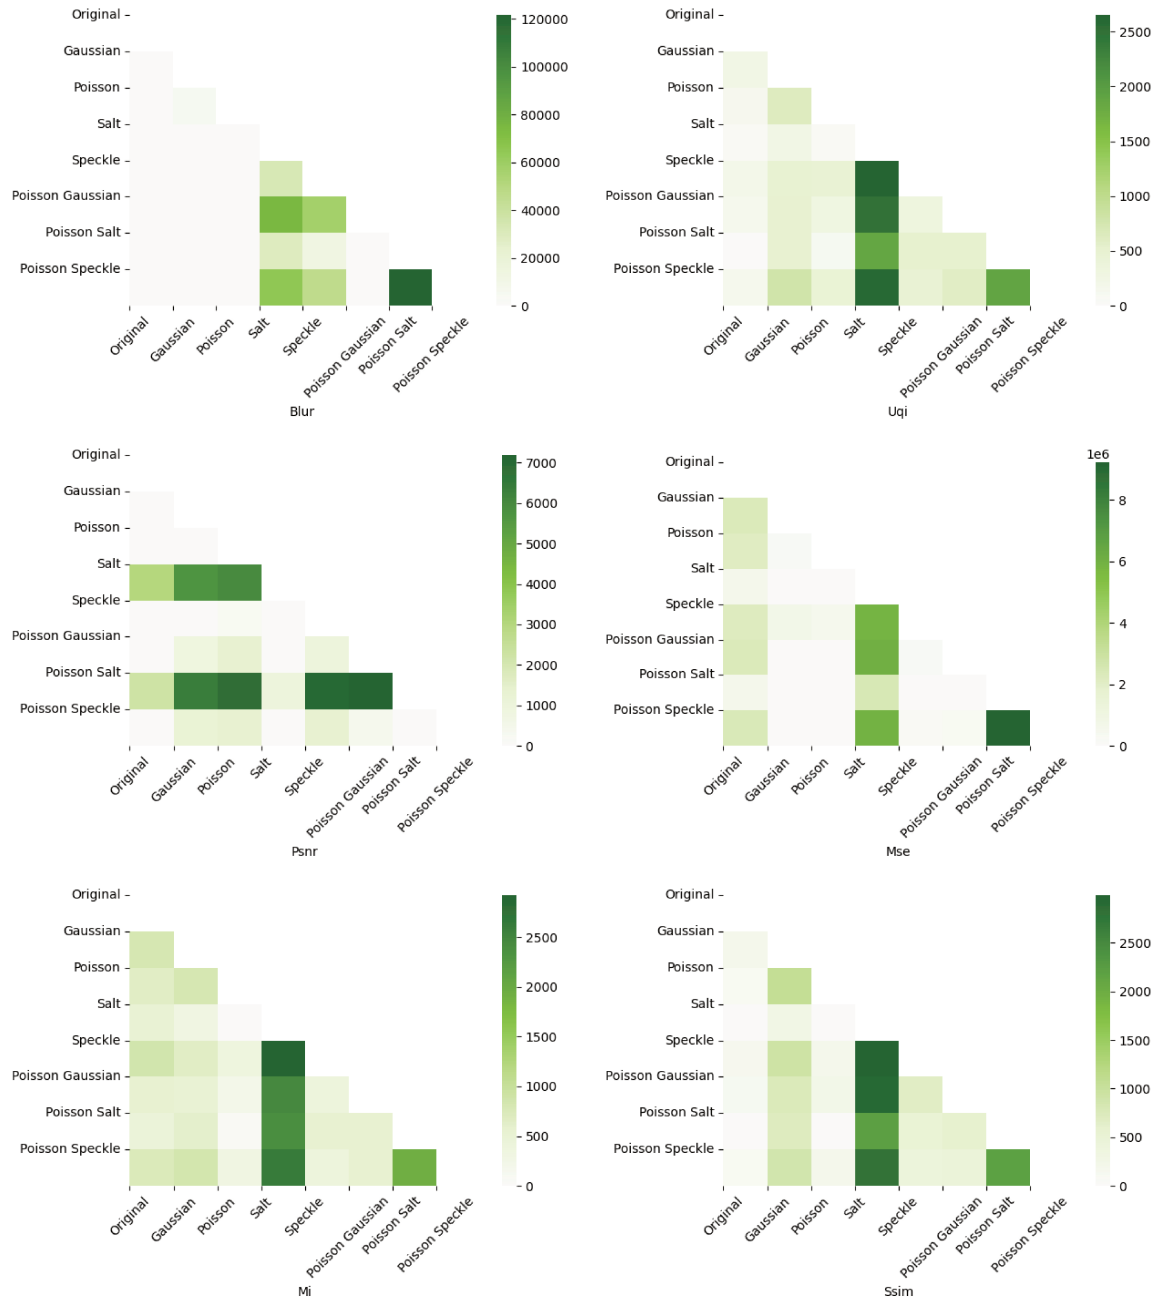 Original
Gaussian
Poisson
Salt
Speckle
Poisson Gaussian
Poisson Salt
Poisson Speckle
Original
Gaussian
Poisson
Salt
Speckle
Poisson Gaussian
Poisson Salt
Poisson Speckle
Blur
120000
100000
80000
60000
40000
20000
0
Original
Gaussian
Poisson
Salt
Speckle
Poisson Gaussian
Poisson Salt
Poisson Speckle
Original
Gaussian
Poisson
Salt
Speckle
Poisson Gaussian
Poisson Salt
Poisson Speckle
Uqi
2500
2000
1500
1000
500
0
Original
Gaussian
Poisson
Salt
Speckle
Poisson Gaussian
Poisson Salt
Poisson Speckle
Original
Gaussian
Poisson
Salt
Speckle
Poisson Gaussian
Poisson Salt
Poisson Speckle
Psnr
7000
6000
5000
4000
3000
2000
1000
0
Original
Gaussian
Poisson
Salt
Speckle
Poisson Gaussian
Poisson Salt
Poisson Speckle
Original
Gaussian
Poisson
Salt
Speckle
Poisson Gaussian
Poisson Salt
Poisson Speckle
Mse
1e6
8
6
4
2
0
Original
Gaussian
Poisson
Salt
Speckle
Poisson Gaussian
Poisson Salt
Poisson Speckle
Original
Gaussian
Poisson
Salt
Speckle
Poisson Gaussian
Poisson Salt
Poisson Speckle
Mi
2500
2000
1500
1000
500
0
Original
Gaussian
Poisson
Salt
Speckle
Poisson Gaussian
Poisson Salt
Poisson Speckle
Original
Gaussian
Poisson
Salt
Speckle
Poisson Gaussian
Poisson Salt
Poisson Speckle
Ssim
2500
2000
1500
1000
500
0